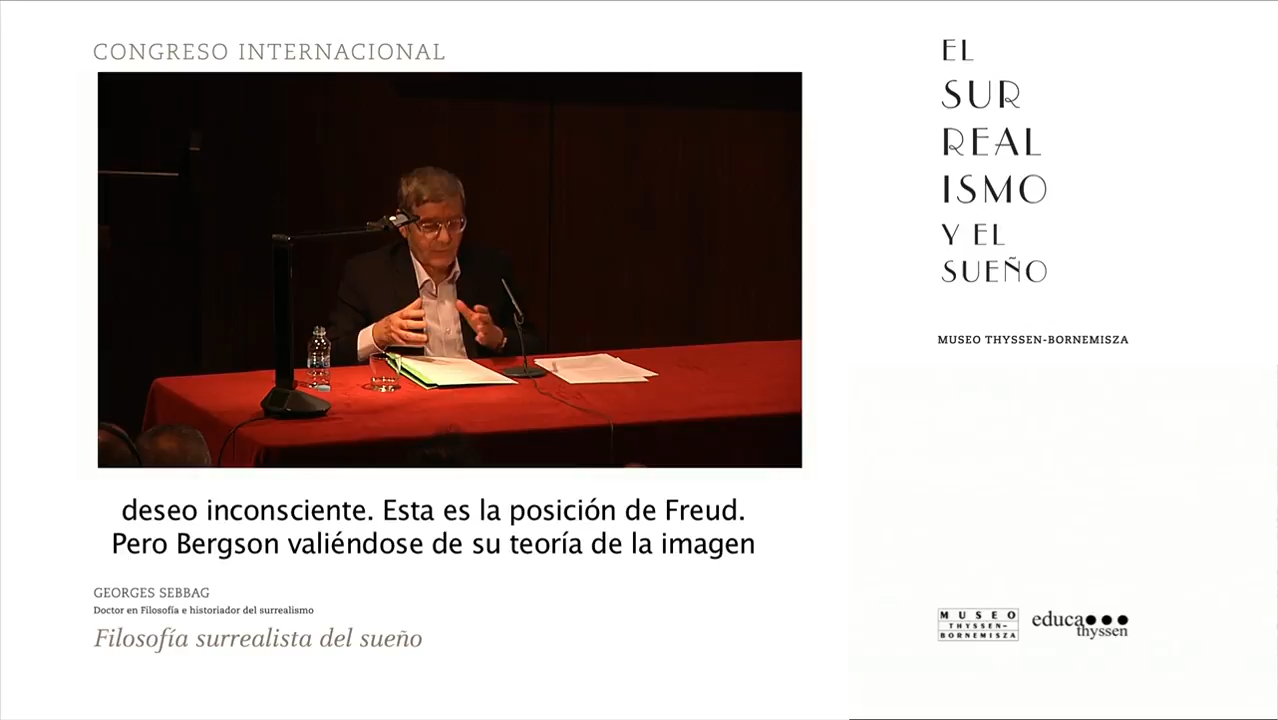 CONGRESO INTERNACIONAL
EL
SUR
REAL
ISMO
Y EL
SUEÑO
MUSEO THYSSEN-BORNEMISZA
deseo inconsciente. Esta es la posición de Freud.
Pero Bergson valiéndose de su teoría de la imagen
GEORGES SEBBAG
Doctor en Filosofía e historiador del surrealismo
Filosofía surrealista del sueño
MUSEO
THYSSEN-
BORNEMISZA
educa
thyssen